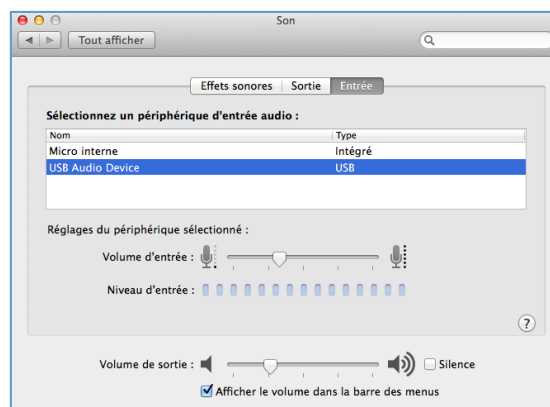 Son
Tout afficher
Effets sonores Sortie Entrée
Sélectionnez un périphérique d'entrée audio :
Nom Type
Micro interne Intégré
USB Audio Device USB
Réglages du périphérique sélectionné :
Volume d'entrée :
Niveau d'entrée :
?
Volume de sortie : Silence
Afficher le volume dans la barre des menus